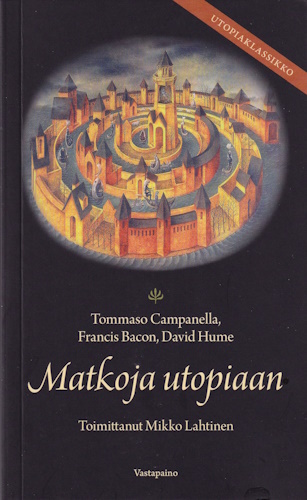 UTOPIAKLASSIKKO
Tommaso Campanella,
Francis Bacon, David Hume
Matkoja utopiaan
Toimittanut Mikko Lahtinen
Vastapaino